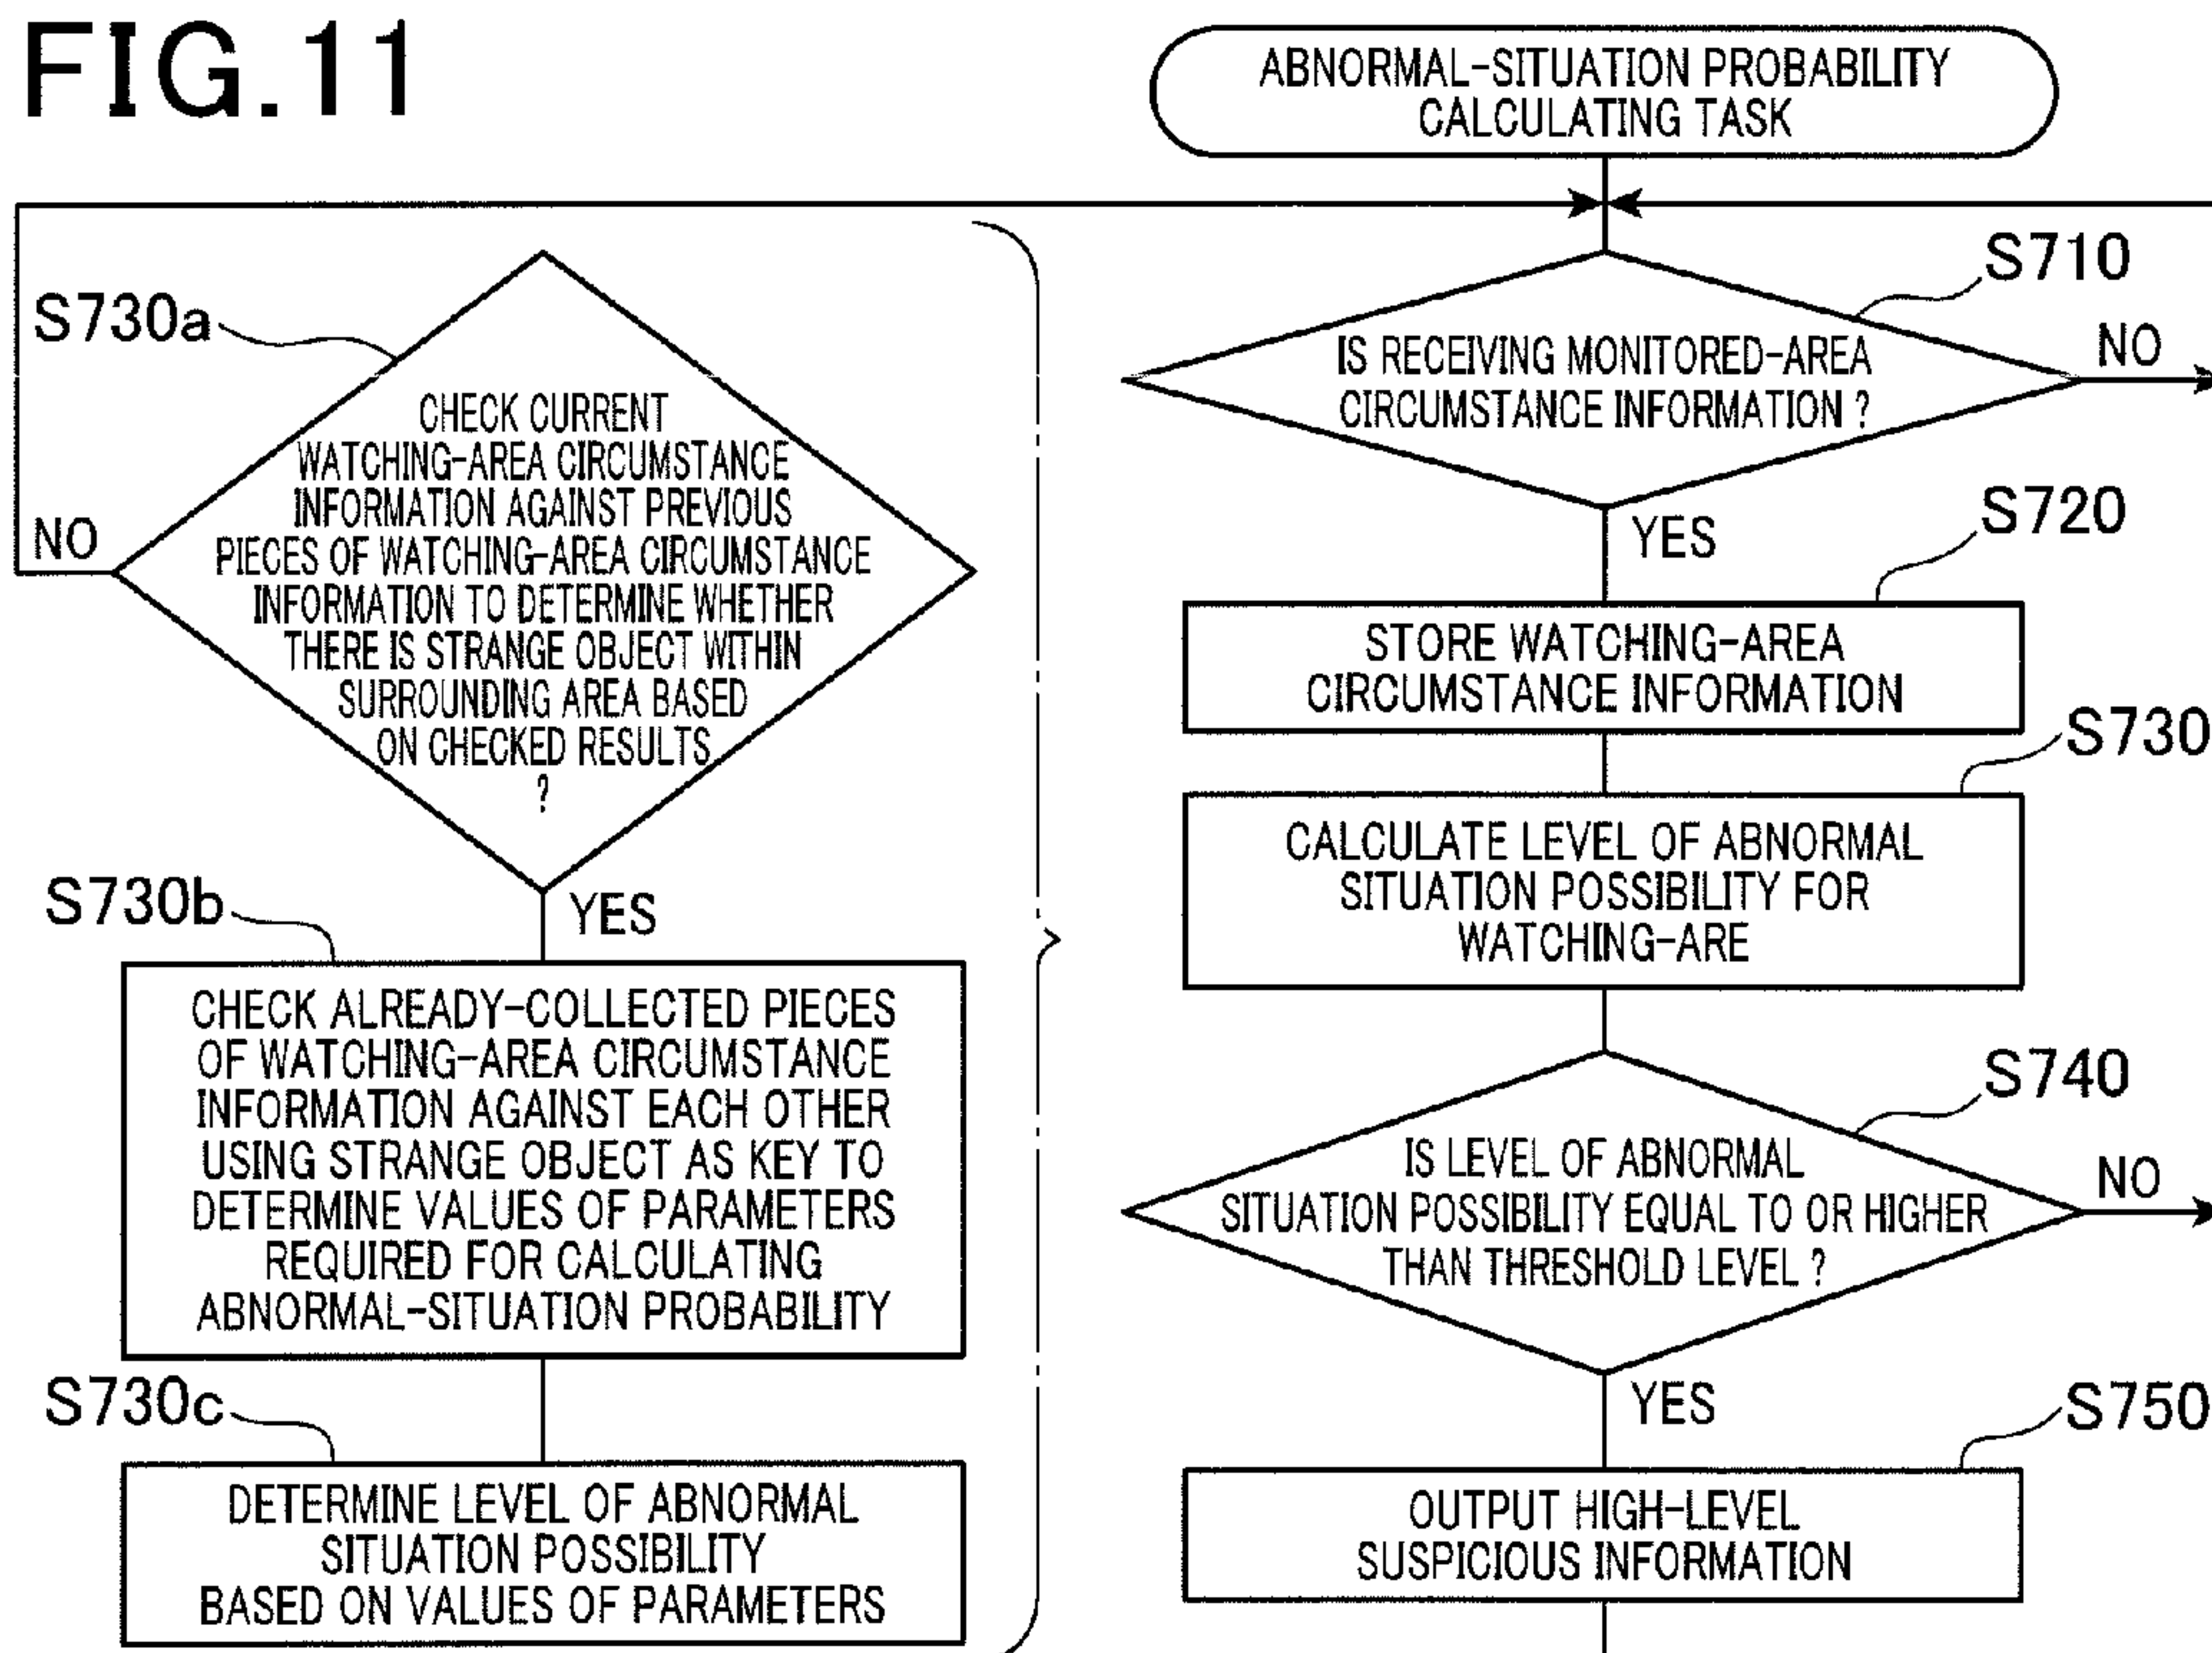 FIG.11
ABNORMAL-SITUATION PROBABILITY
CALCULATING TASK
S710
IS RECEIVING MONITORED-AREA
CIRCUMSTANCE INFORMATION ?
NO
YES
S720
STORE WATCHING-AREA
CIRCUMSTANCE INFORMATION
S730
CALCULATE LEVEL OF ABNORMAL
SITUATION POSSIBILITY FOR
WATCHING-ARE
S740
IS LEVEL OF ABNORMAL
SITUATION POSSIBILITY EQUAL TO OR HIGHER
THAN THRESHOLD LEVEL ?
NO
YES
S750
OUTPUT HIGH-LEVEL
SUSPICIOUS INFORMATION
S730a
CHECK CURRENT
WATCHING-AREA CIRCUMSTANCE
INFORMATION AGAINST PREVIOUS
PIECES OF WATCHING-AREA CIRCUMSTANCE
INFORMATION TO DETERMINE WHETHER
THERE IS STRANGE OBJECT WITHIN
SURROUNDING AREA BASED
ON CHECKED RESULTS
?
NO
YES
S730b
CHECK ALREADY-COLLECTED PIECES
OF WATCHING-AREA CIRCUMSTANCE
INFORMATION AGAINST EACH OTHER
USING STRANGE OBJECT AS KEY TO
DETERMINE VALUES OF PARAMETERS
REQUIRED FOR CALCULATING
ABNORMAL-SITUATION PROBABILITY
S730c
DETERMINE LEVEL OF ABNORMAL
SITUATION POSSIBILITY
BASED ON VALUES OF PARAMETERS